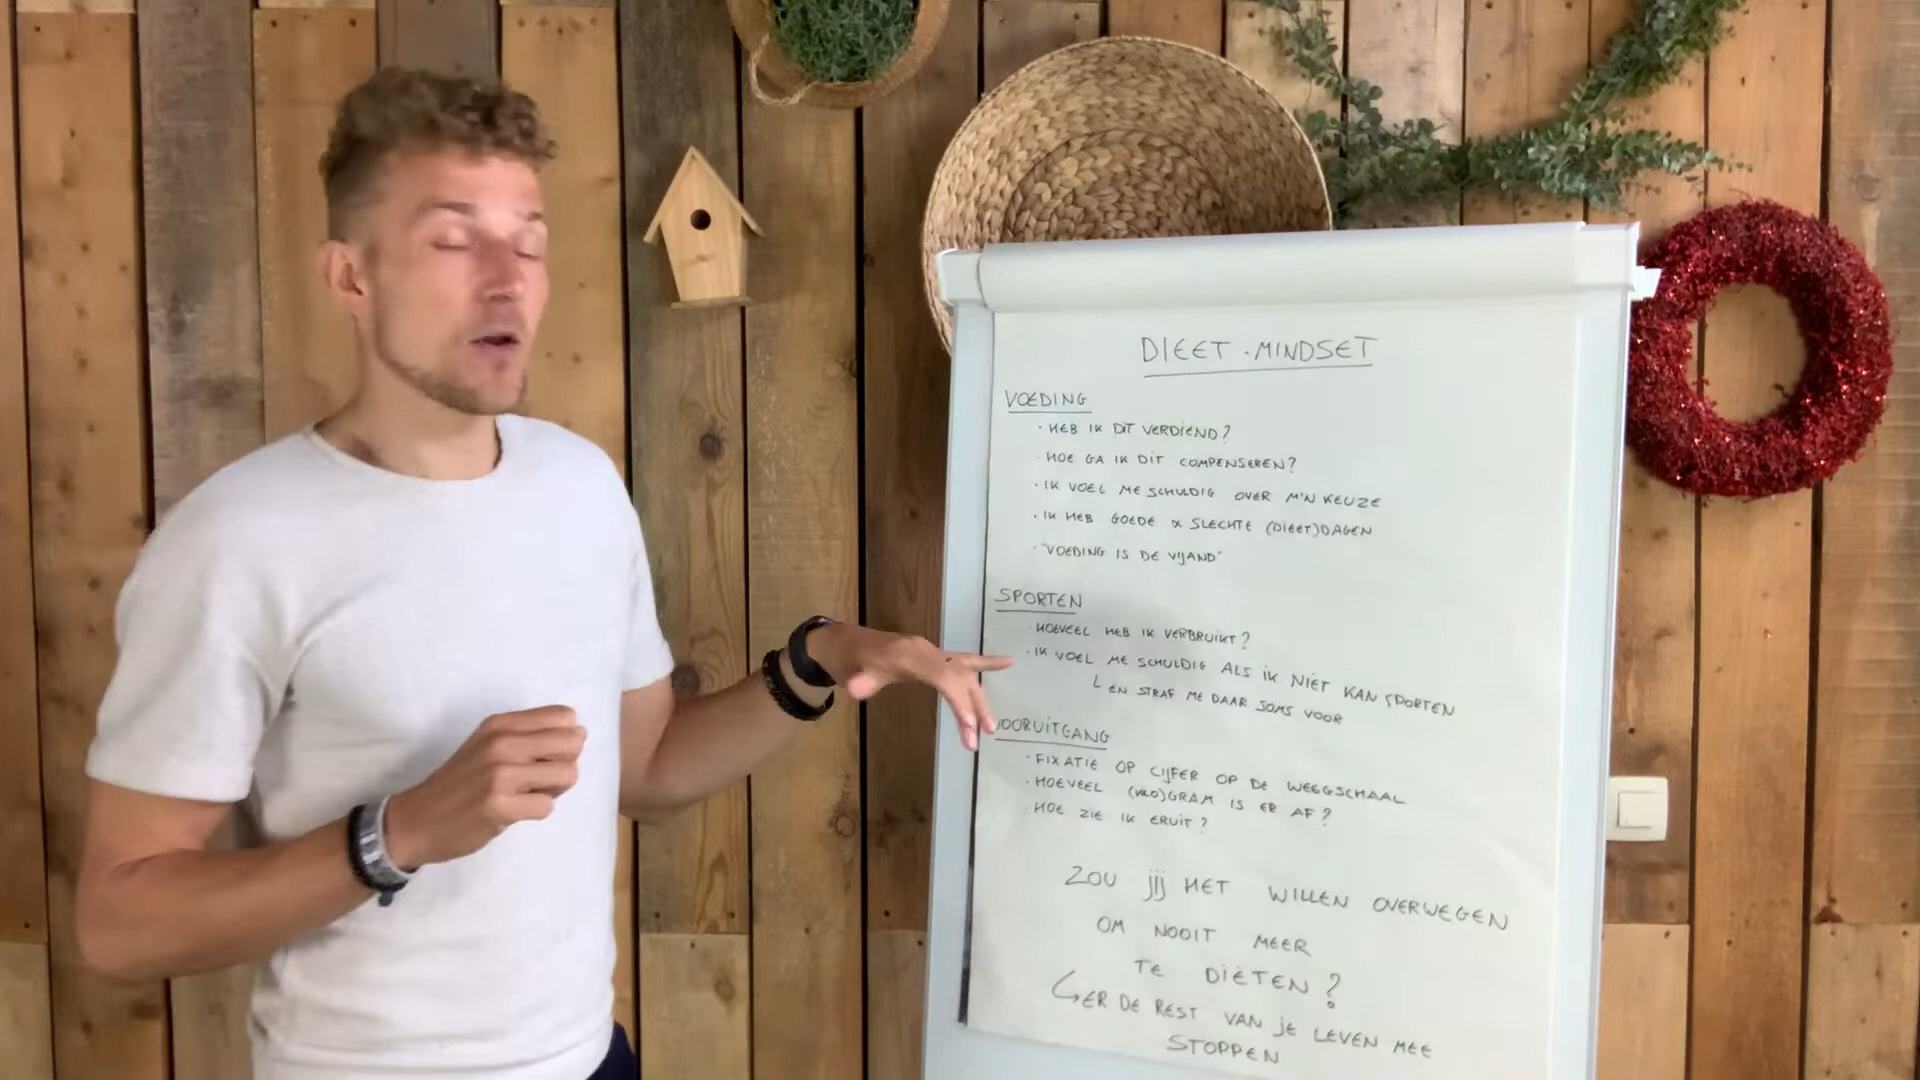 DIEET-MINDSET
VOEDING
· HEB IK DIT VERDIEND?
· HOE GA IK DIT COMPENSEREN?
· IK VOEL ME SCHULDIG OVER M'N KEUZE
· IK HEB GOEDE & SLECHTE (DIEET)DAGEN
· "VOEDING IS DE VIJAND"
SPORTEN
· HOEVEEL HEB IK VERBRUIKT?
· IK VOEL ME SCHULDIG ALS IK NIET KAN SPORTEN
L EN STRAF ME DAAR SOMS VOOR
VOORUITGANG
· FIXATIE OP CIJFER OP DE WEEGSCHAAL
· HOEVEEL (KILO)GRAM IS ER AF?
· HOE ZIE IK ERUIT?
ZOU JIJ HET WILLEN OVERWEGEN
OM NOOIT MEER
TE DIËTEN?
↳ ER DE REST VAN JE LEVEN MEE
STOPPEN